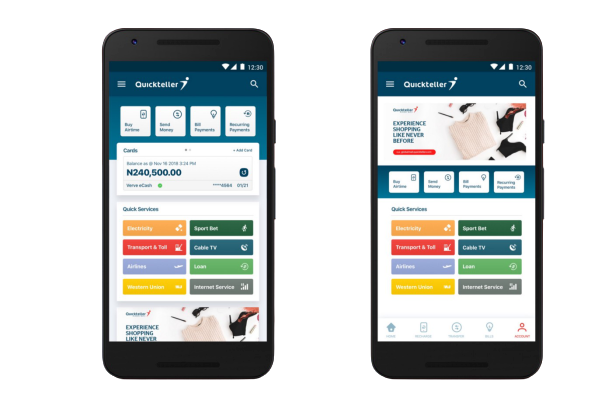 12:30
Quickteller
Buy Airtime
Send Money
Bill Payments
Recurring Payments
Cards
+ Add Card
Balance as @ Nov 16 2018 3:24 PM
N240,500.00
Verve eCash
****6584 01/21
Quick Services
Electricity
Sport Bet
Transport & Toll
Cable TV
Airlines
Loan
Western Union
Internet Service
Quickteller
EXPERIENCE
SHOPPING
LIKE NEVER
12:30
Quickteller
Quickteller
EXPERIENCE
SHOPPING
LIKE NEVER
BEFORE
Buy Airtime
Send Money
Bill Payments
Recurring Payments
Quick Services
Electricity
Sport Bet
Transport & Toll
Cable TV
Airlines
Loan
Western Union
Internet Service
HOME
RECHARGE
TRANSFERS
BILLS
ACCOUNT